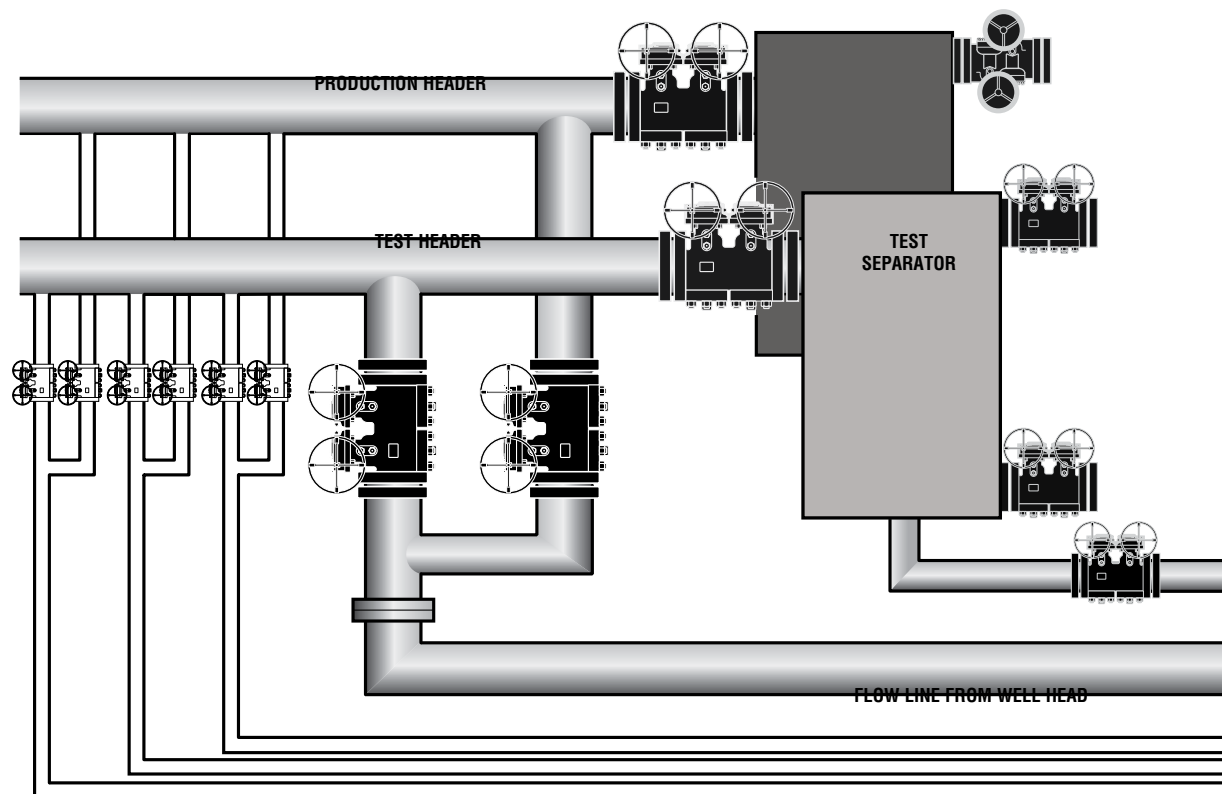 PRODUCTION HEADER
TEST HEADER
TEST
SEPARATOR
FLOW LINE FROM WELL HEAD